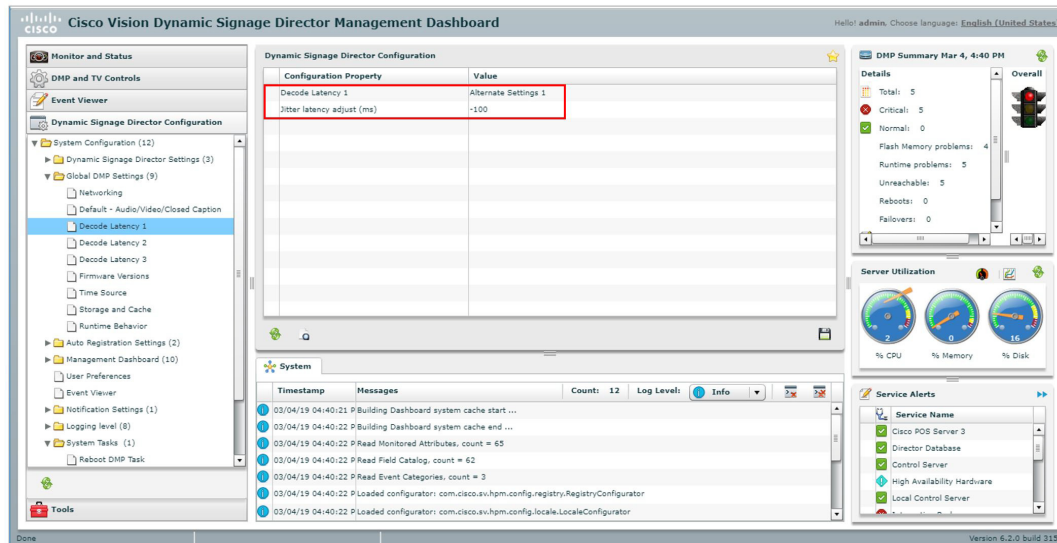 CISCO
Cisco Vision Dynamic Signage Director Management Dashboard
Hello! admin, Choose language: English (United States
Monitor and Status
DMP and TV Controls
Event Viewer
Dynamic Signage Director Configuration
System Configuration (12)
Dynamic Signage Director Settings (3)
Global DMP Settings (9)
Networking
Default - Audio/Video/Closed Caption
Decode Latency 1
Decode Latency 2
Decode Latency 3
Firmware Versions
Time Source
Storage and Cache
Runtime Behavior
Auto Registration Settings (2)
Management Dashboard (10)
User Preferences
Event Viewer
Notification Settings (1)
Logging level (8)
System Tasks (1)
Reboot DMP Task
Tools
Dynamic Signage Director Configuration
Configuration Property Value
Decode Latency 1 Alternate Settings 1
Jitter latency adjust (ms) -100
System
Timestamp Messages Count: 12 Log Level: Info
03/04/19 04:40:21 P Building Dashboard system cache start ...
03/04/19 04:40:22 P Building Dashboard system cache end ...
03/04/19 04:40:22 P Read Monitored Attributes, count = 65
03/04/19 04:40:22 P Read Field Catalog, count = 62
03/04/19 04:40:22 P Read Event Categories, count = 3
03/04/19 04:40:22 P Loaded configurator: com.cisco.sv.hpm.config.registry.RegistryConfigurator
03/04/19 04:40:22 P Loaded configurator: com.cisco.sv.hpm.config.locale.LocaleConfigurator
DMP Summary Mar 4, 4:40 PM
Details Overall
Total: 5
Critical: 5
Normal: 0
Flash Memory problems: 4
Runtime problems: 5
Unreachable: 5
Reboots: 0
Failovers: 0
Server Utilization
2 0 16
% CPU % Memory % Disk
Service Alerts
Service Name
Cisco POS Server 3
Director Database
Control Server
High Availability Hardware
Local Control Server
Done
Version 6.2.0 build 315